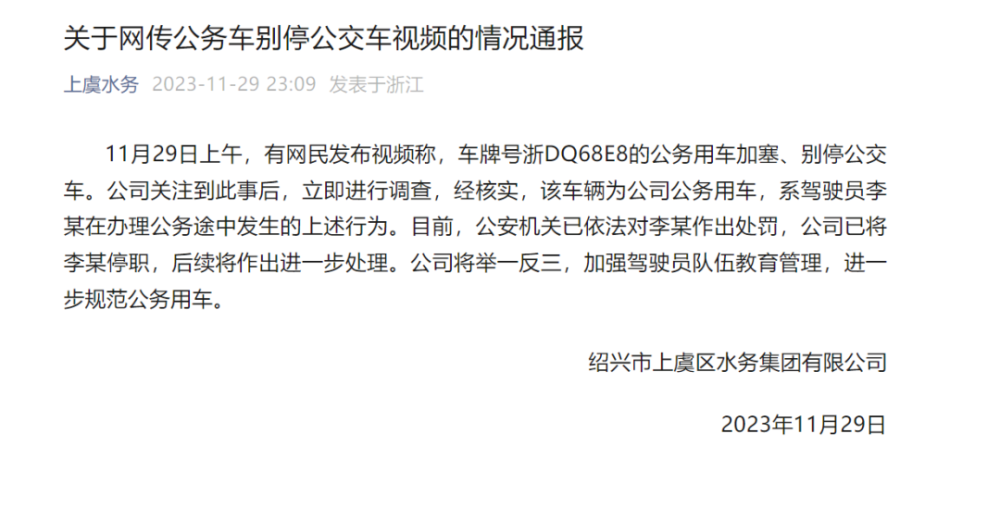 关于网传公务车别停公交车视频的情况通报
上虞水务 2023-11-29 23:09 发表于浙江
11月29日上午，有网民发布视频称，车牌号浙DQ68E8的公务用车加塞、别停公交
车。公司关注到此事后，立即进行调查，经核实，该车辆为公司公务用车，系驾驶员李
某在办理公务途中发生的上述行为。目前，公安机关已依法对李某作出处罚，公司已将
李某停职，后续将作出进一步处理。公司将举一反三，加强驾驶员队伍教育管理，进一
步规范公务用车。
绍兴市上虞区水务集团有限公司
2023年11月29日